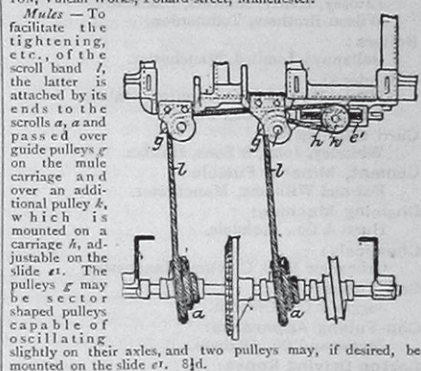 Mules — To
facilitate the
tightening,
etc., of the
scroll band l,
the latter is
attached by its
ends to the
scrolls a, a and
passed over
guide pulleys g
on the mule
carriage and
over an addi-
tional pulley k,
which is
mounted on a
carriage h, ad-
justable on the
slide e¹. The
pulleys g may
be sector
shaped pulleys
capable of
oscillating
slightly on their axles, and two pulleys may, if desired, be
mounted on the slide e¹. 8½d.
g
l
g
l
h
k
e¹
a
a